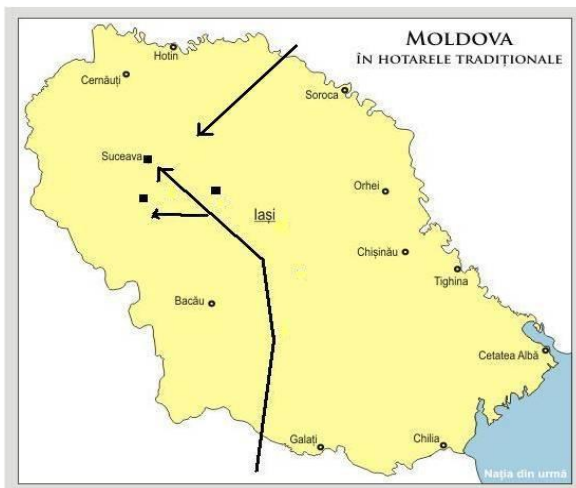 MOLDOVA
ÎN HOTARELE TRADIȚIONALE
Hotin
Cernăuți
Soroca
Suceava
Orhei
Iași
Chișinău
Tighina
Bacău
Cetatea Albă
Galați
Chilia
Nația din urmă